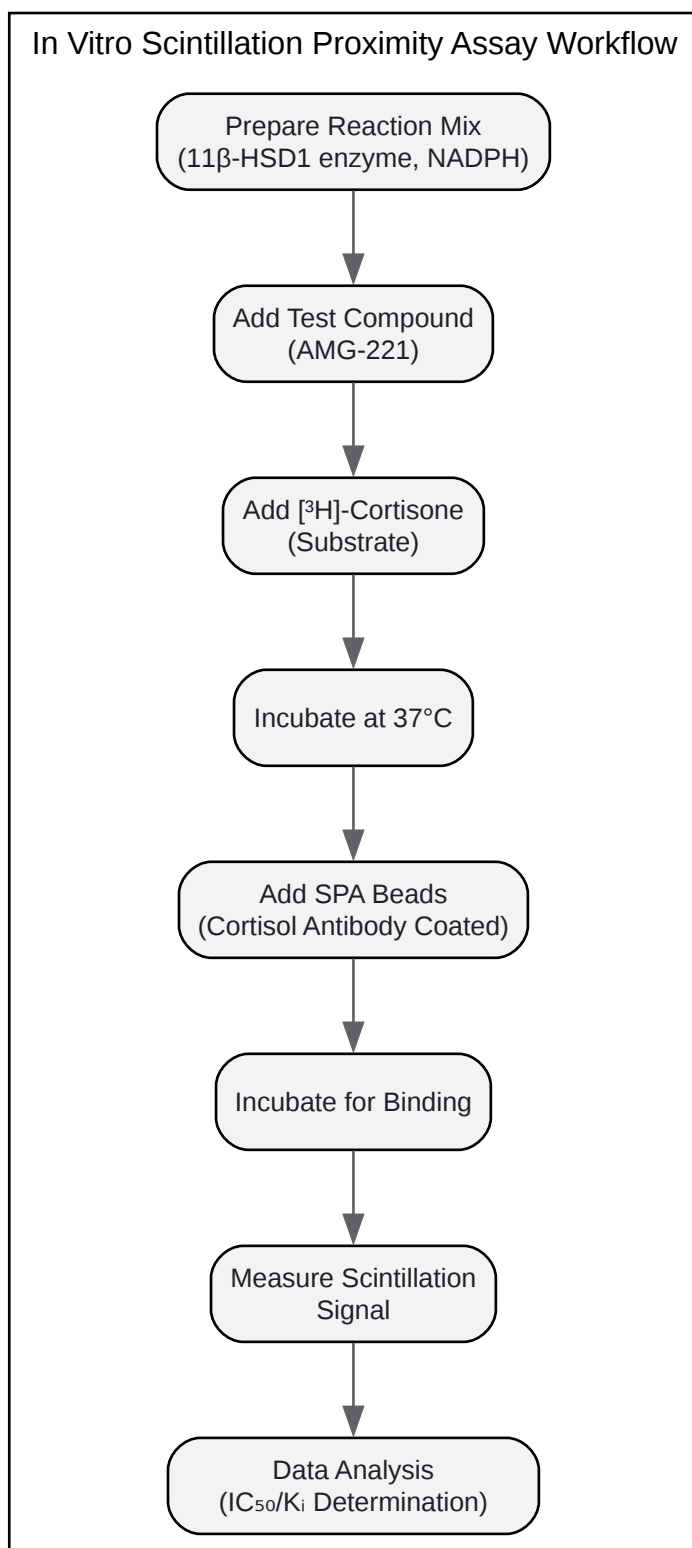 In Vitro Scintillation Proximity Assay Workflow
Prepare Reaction Mix
(11β-HSD1 enzyme, NADPH)
Add Test Compound
(AMG-221)
Add [³H]-Cortisone
(Substrate)
Incubate at 37°C
Add SPA Beads
(Cortisol Antibody Coated)
Incubate for Binding
Measure Scintillation
Signal
Data Analysis
(IC₅₀/Kᵢ Determination)